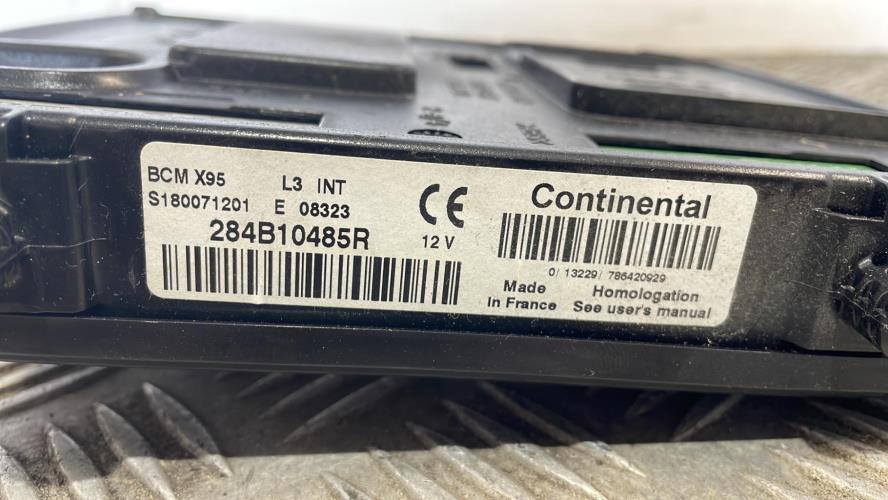 BCM X95 L3 INT
S180071201 E 08323
284B10485R
CE
12 V
Continental
0/ 13229/ 786420929
Made
in France
Homologation
See user's manual